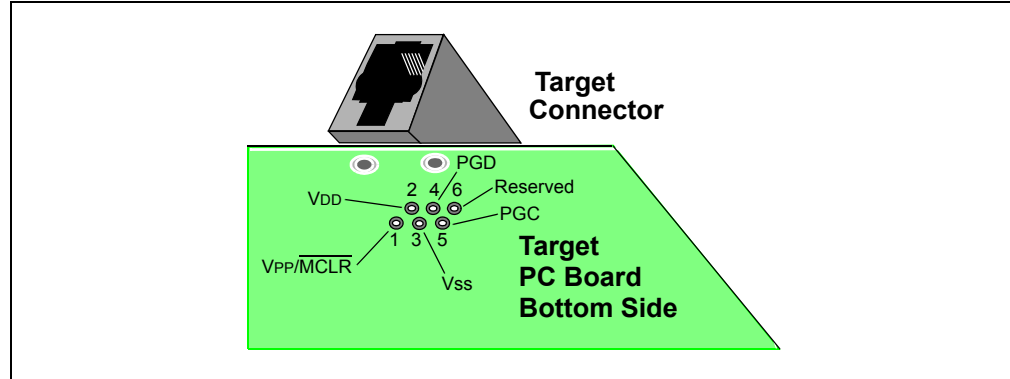 Target
Connector
PGD
2 4 6
Reserved
VDD
PGC
1 3 5
VPP/MCLR
Vss
Target
PC Board
Bottom Side